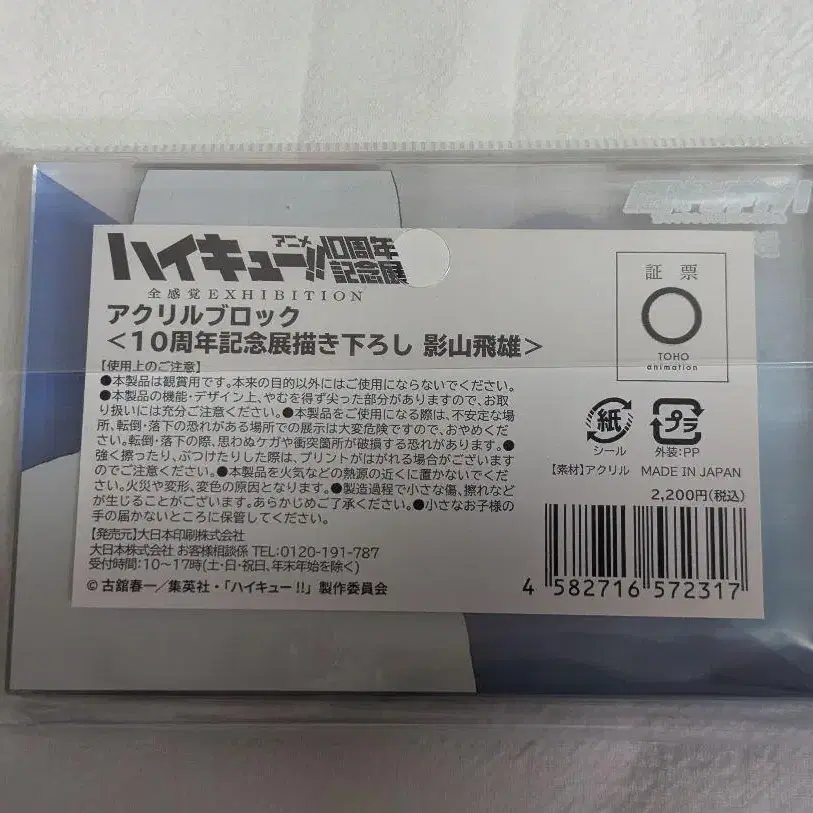 ハイキュー!! アニメ 10周年記念展
全感覚EXHIBITION
アクリルブロック
<10周年記念展描き下ろし 影山飛雄>
【使用上のご注意】
●本製品は観賞用です。本来の目的以外にはご使用にならないでください。
●本製品の機能・デザイン上、やむを得ず尖った部分がありますので、お取
り扱いには充分ご注意ください。●本製品をご使用になる際は、不安定な場
所、転倒・落下の恐れがある場所での展示は大変危険ですので、おやめくだ
さい。転倒・落下の際、思わぬケガや衝突箇所が破損する恐れがあります。●
強く擦ったり、ぶつけたりした際は、プリントがはがれる場合がございます
のでご注意ください。●本製品を火気などの熱源の近くに置かないでくだ
さい。火災や変形、変色の原因となります。●製造過程で小さな傷、擦れなど
が生じることがございます。あらかじめご了承ください。●小さなお子様の
手の届かないところに保管してください。
【発売元】大日本印刷株式会社
大日本株式会社 お客様相談係 TEL:0120-191-787
受付時間:10〜17時(土・日・祝日、年末年始を除く)
©古舘春一/集英社・「ハイキュー!!」製作委員会
証票
TOHO
animation
紙
シール
プラ
外装:PP
【素材】アクリル MADE IN JAPAN
2,200円(税込)
4 582716 572317